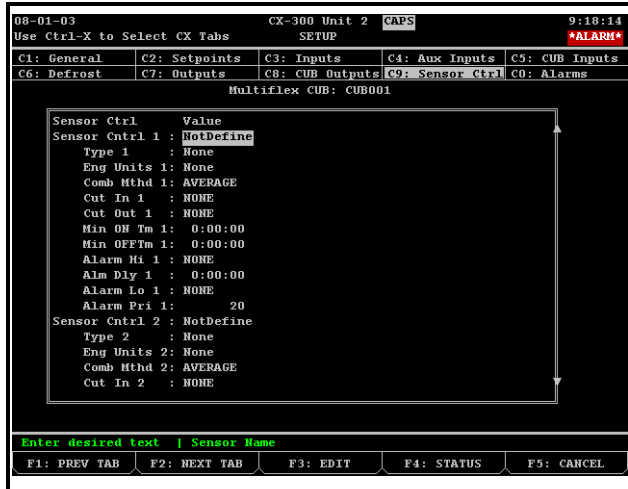 08-01-03 CX-300 Unit 2 CAPS 9:18:14
Use Ctrl-X to Select CX Tabs SETUP *ALARM*
C1: General C2: Setpoints C3: Inputs C4: Aux Inputs C5: CUB Inputs
C6: Defrost C7: Outputs C8: CUB Outputs C9: Sensor Ctrl C0: Alarms
Multiflex CUB: CUB001
Sensor Ctrl Value
Sensor Cntrl 1 : NotDefine
Type 1 : None
Eng Units 1: None
Comb Mthd 1: AVERAGE
Cut In 1 : NONE
Cut Out 1 : NONE
Min ON Tm 1: 0:00:00
Min OFFTm 1: 0:00:00
Alarm Hi 1 : NONE
Alm Dly 1 : 0:00:00
Alarm Lo 1 : NONE
Alarm Pri 1: 20
Sensor Cntrl 2 : NotDefine
Type 2 : None
Eng Units 2: None
Comb Mthd 2: AVERAGE
Cut In 2 : NONE
Enter desired text | Sensor Name
F1: PREV TAB F2: NEXT TAB F3: EDIT F4: STATUS F5: CANCEL